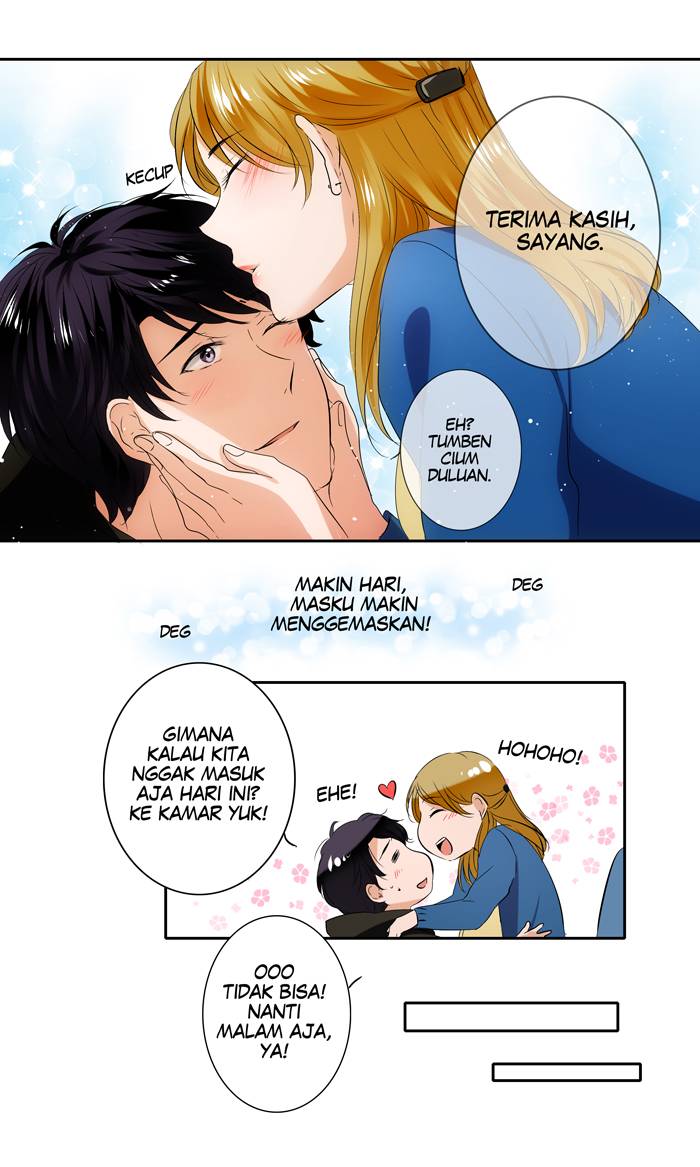 KECUP
TERIMA KASIH,
SAYANG.
EH?
TUMBEN
CIUM
DULUAN.
MAKIN HARI,
MASKU MAKIN
MENGGEMASKAN!
DEG
DEG
GIMANA
KALAU KITA
NGGAK MASUK
AJA HARI INI?
KE KAMAR YUK!
EHE!
HOHOHO!
OOO
TIDAK BISA!
NANTI
MALAM AJA,
YA!